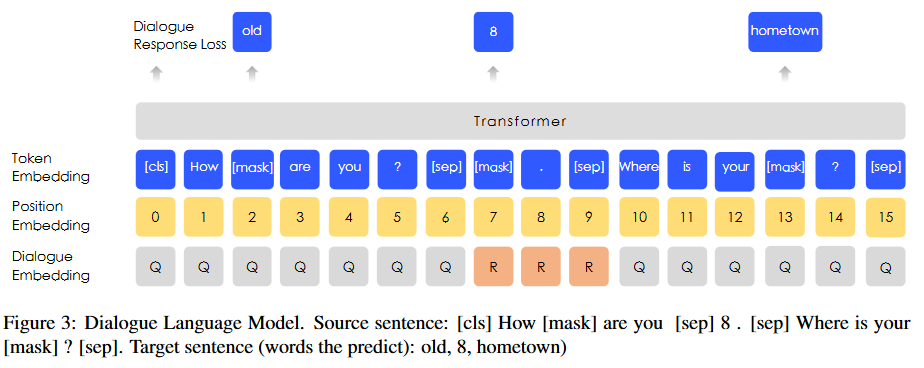 Dialogue
Response Loss
old 8 hometown
Transformer
Token
Embedding
[cls] How [mask] are you ? [sep] [mask] . [sep] Where is your [mask] ? [sep]
Position
Embedding
0 1 2 3 4 5 6 7 8 9 10 11 12 13 14 15
Dialogue
Embedding
Q Q Q Q Q Q Q R R R Q Q Q Q Q Q
Figure 3: Dialogue Language Model. Source sentence: [cls] How [mask] are you [sep] 8 . [sep] Where is your
[mask] ? [sep]. Target sentence (words the predict): old, 8, hometown)